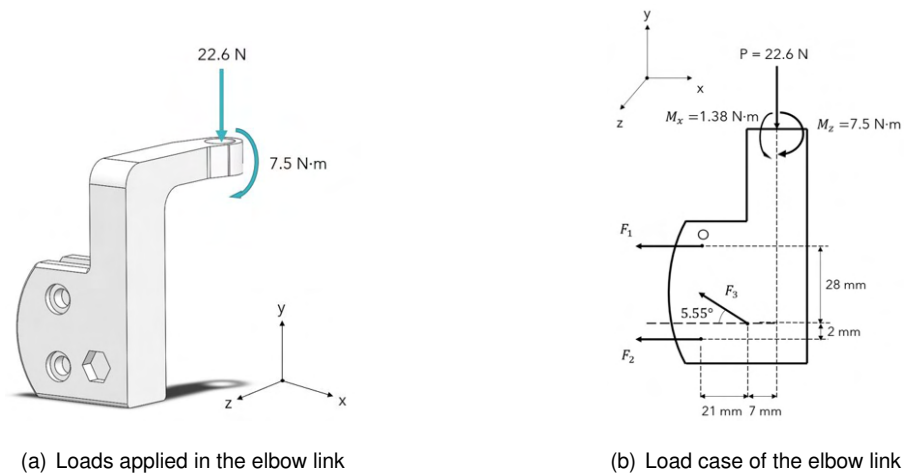 22.6 N
7.5 N·m
y
z
x
(a) Loads applied in the elbow link
y
x
z
P = 22.6 N
M_x =1.38 N·m
M_z =7.5 N·m
F_1
O
28 mm
F_3
5.55°
2 mm
F_2
21 mm 7 mm
(b) Load case of the elbow link